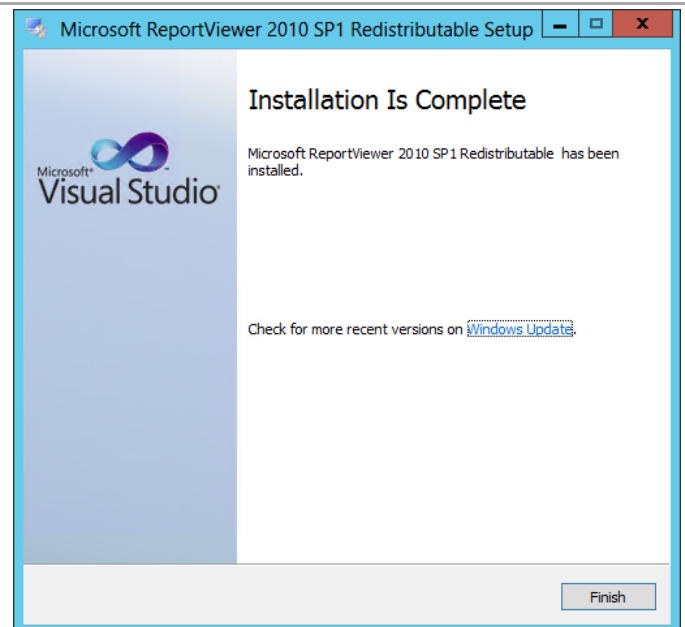 Microsoft ReportViewer 2010 SP1 Redistributable Setup
Installation Is Complete
Microsoft ReportViewer 2010 SP1 Redistributable has been
installed.
Microsoft®
Visual Studio®
Check for more recent versions on Windows Update.
Finish